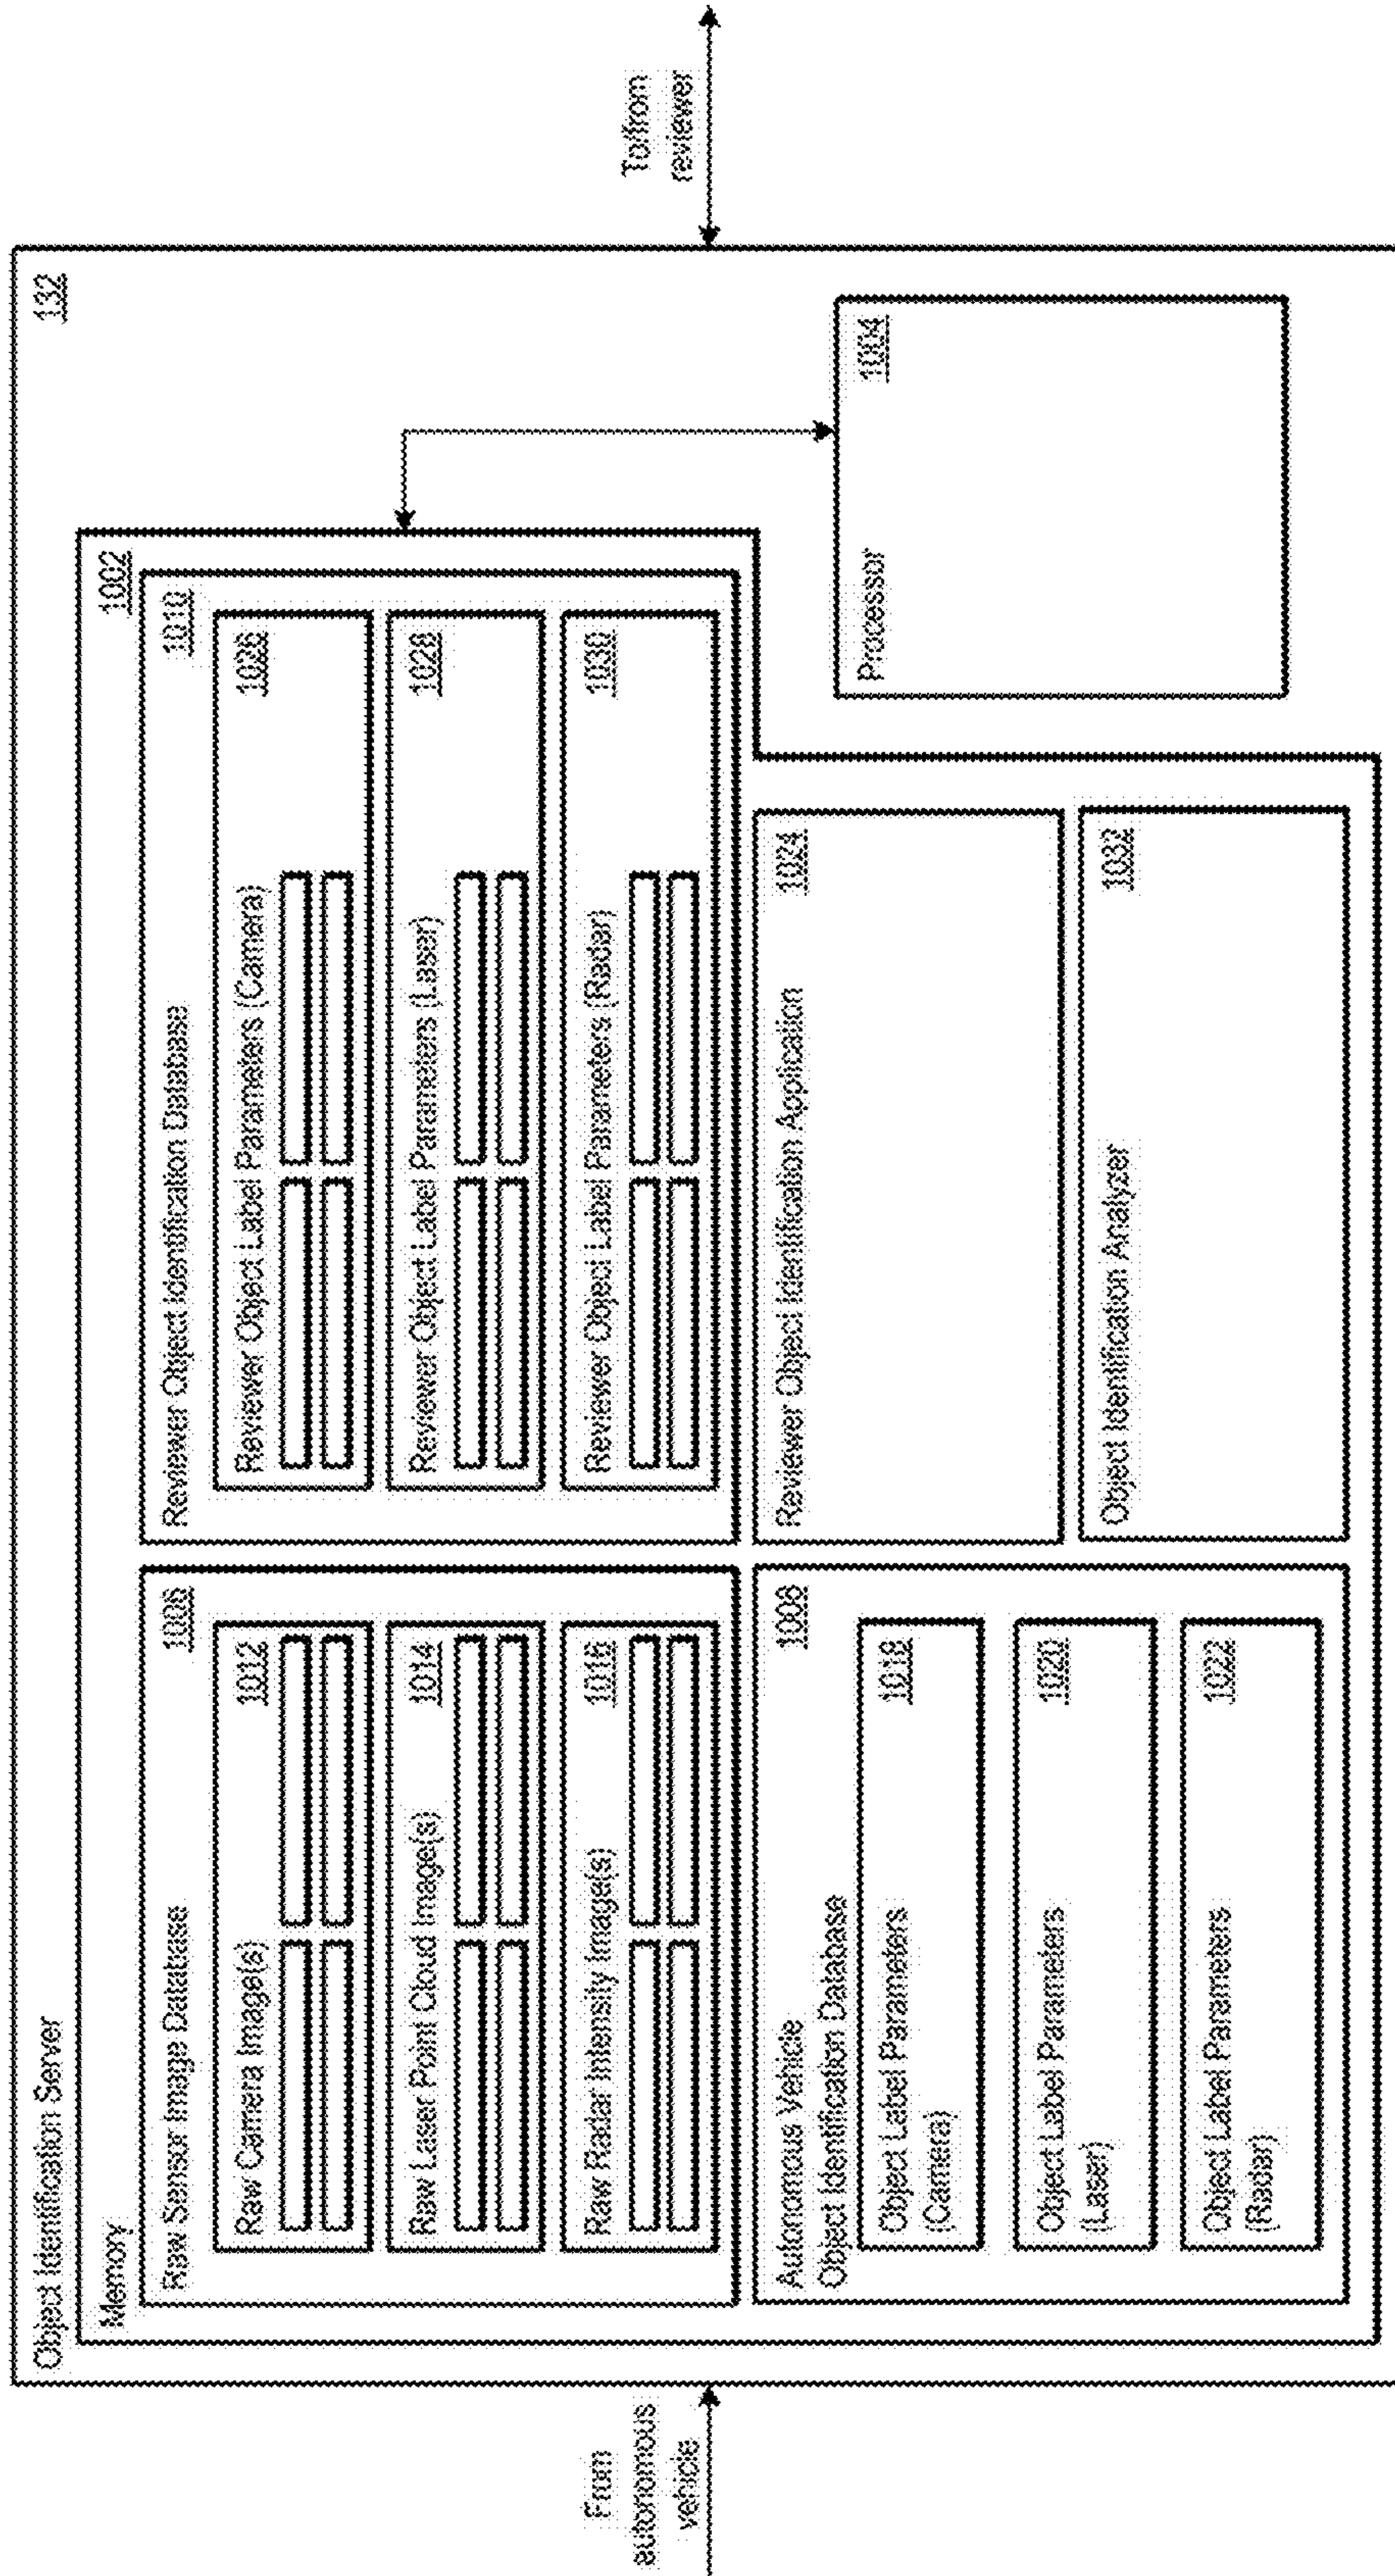 Object Identification Server
132
Memory
1002
Raw Sensor Image Database
1006
Raw Camera Image(s)
1012
Raw Laser Point Cloud Image(s)
1014
Raw Radar Intensity Image(s)
1016
Reviewer Object Identification Database
1010
Reviewer Object Label Parameters (Camera)
1026
Reviewer Object Label Parameters (Laser)
1028
Reviewer Object Label Parameters (Radar)
1030
Autonomous Vehicle
Object Identification Database
1008
Object Label Parameters
(Camera)
1018
Object Label Parameters
(Laser)
1020
Object Label Parameters
(Radar)
1022
Reviewer Object Identification Application
1024
Object Identification Analyzer
1032
Processor
1004
From
autonomous
vehicle
To/from
reviewer